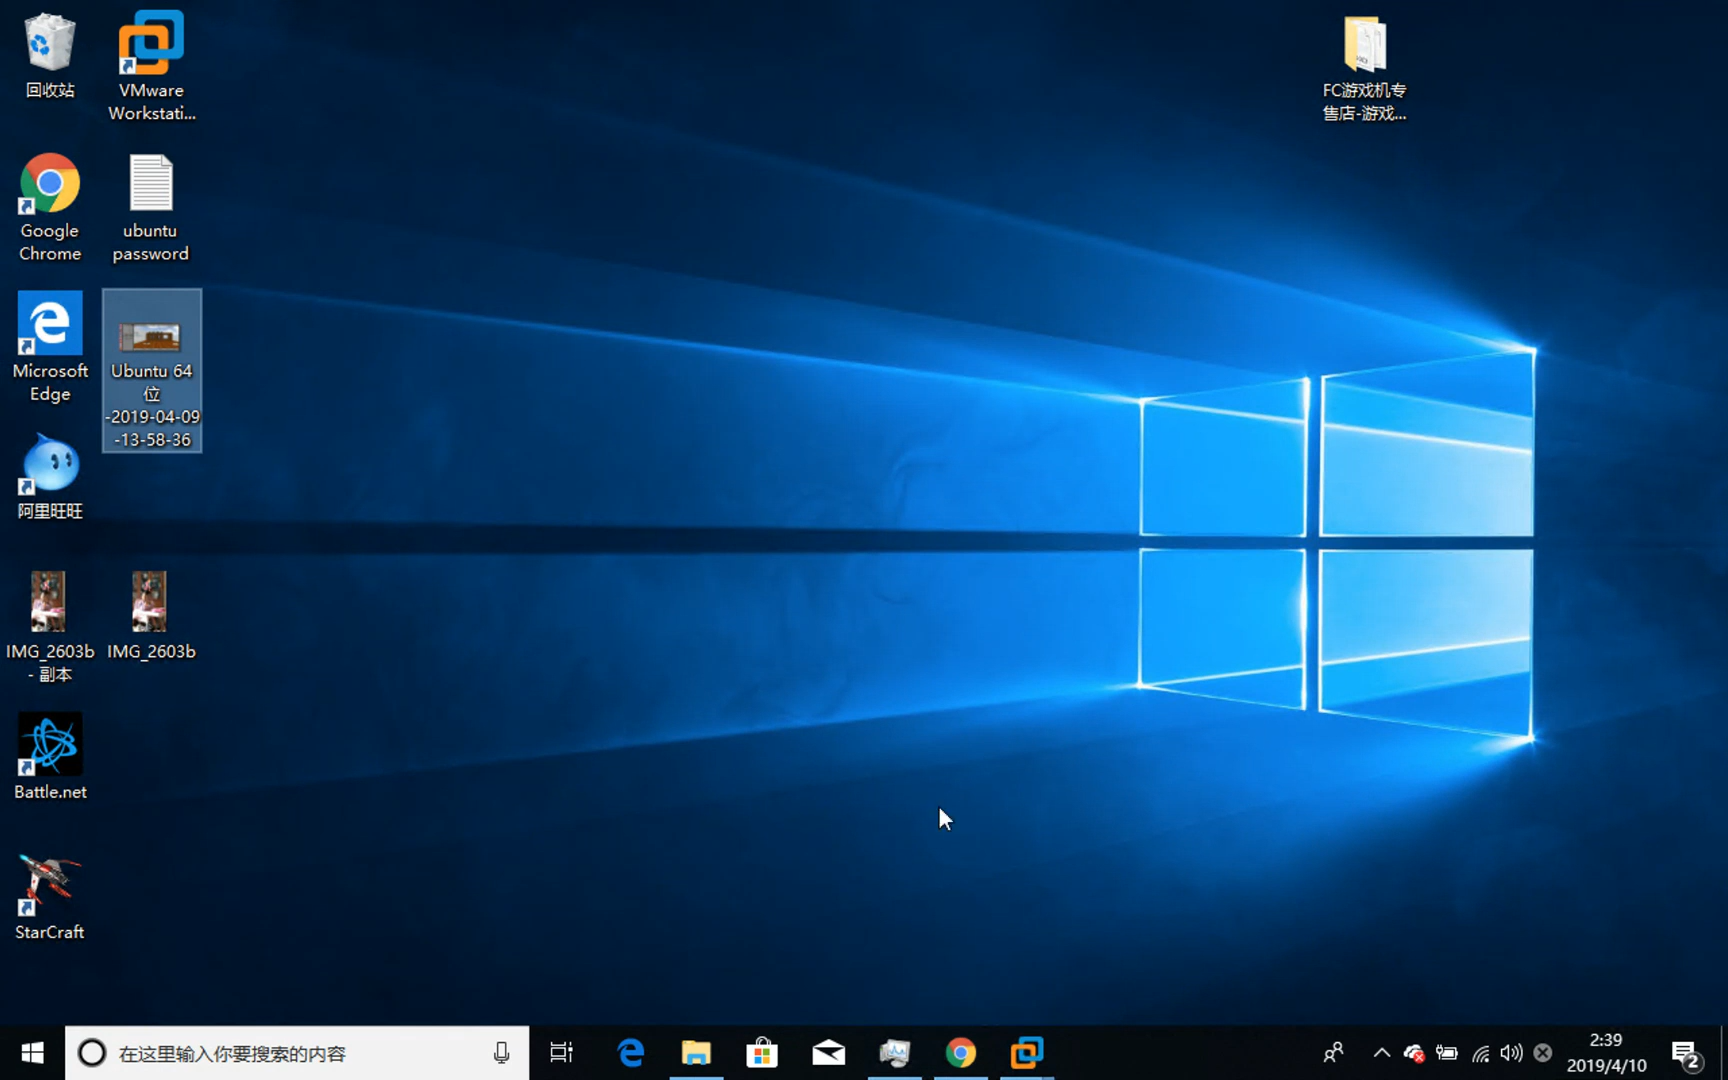 回收站
VMware
Workstati...
FC游戏机专
售店-游戏...
Google
Chrome
ubuntu
password
Microsoft
Edge
Ubuntu 64
位
-2019-04-09
-13-58-36
阿里旺旺
IMG_2603b
- 副本
IMG_2603b
Battle.net
StarCraft
在这里输入你要搜索的内容
2:39
2019/4/10
2